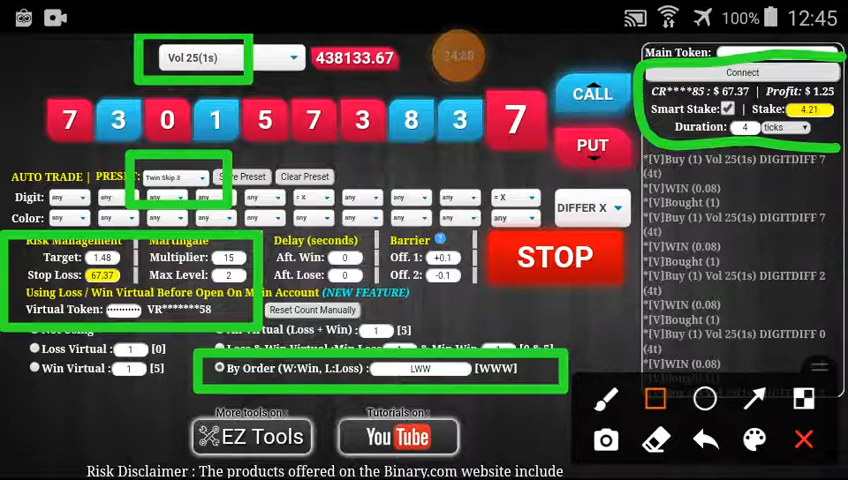 100% 12:45
Vol 25(1s) 438133.67 24:80
7 3 0 1 5 7 3 8 3 7
CALL
PUT
AUTO TRADE | PRESET: Twin Skip 3 Save Preset Clear Preset
Digit: any any any any any = X any any any = X
Color: any any any any any any any any any any
DIFFER X
Risk Management Martingale Delay (seconds) Barrier ?
Target: 1.48 Multiplier: 15 Aft. Win: 0 Off. 1: +0.1
Stop Loss: 67.37 Max Level: 2 Aft. Lose: 0 Off. 2: -0.1
STOP
Using Loss / Win Virtual Before Open On Main Account (NEW FEATURE)
Virtual Token: •••••••••••• VR*******58 Reset Count Manually
Virtual (Loss + Win) : 1 [5]
Loss Virtual : 1 [0]
Win Virtual : 1 [5]
By Order (W:Win, L:Loss) : LWW [WWW]
More tools on : Tutorials on :
EZ Tools YouTube
Risk Disclaimer : The products offered on the Binary.com website include
Main Token:
Connect
CR****85 : $ 67.37 | Profit: $ 1.25
Smart Stake: | Stake: 4.21
Duration: 4 ticks
*[V]Buy (1) Vol 25(1s) DIGITDIFF 7
(4t)
*[V]WIN (0.08)
*[V]Bought (1)
*[V]Buy (1) Vol 25(1s) DIGITDIFF 7
(4t)
*[V]WIN (0.08)
*[V]Bought (1)
*[V]Buy (1) Vol 25(1s) DIGITDIFF 2
(4t)
*[V]WIN (0.08)
*[V]Bought (1)
*[V]Buy (1) Vol 25(1s) DIGITDIFF 0
(4t)
*[V]WIN (0.08)